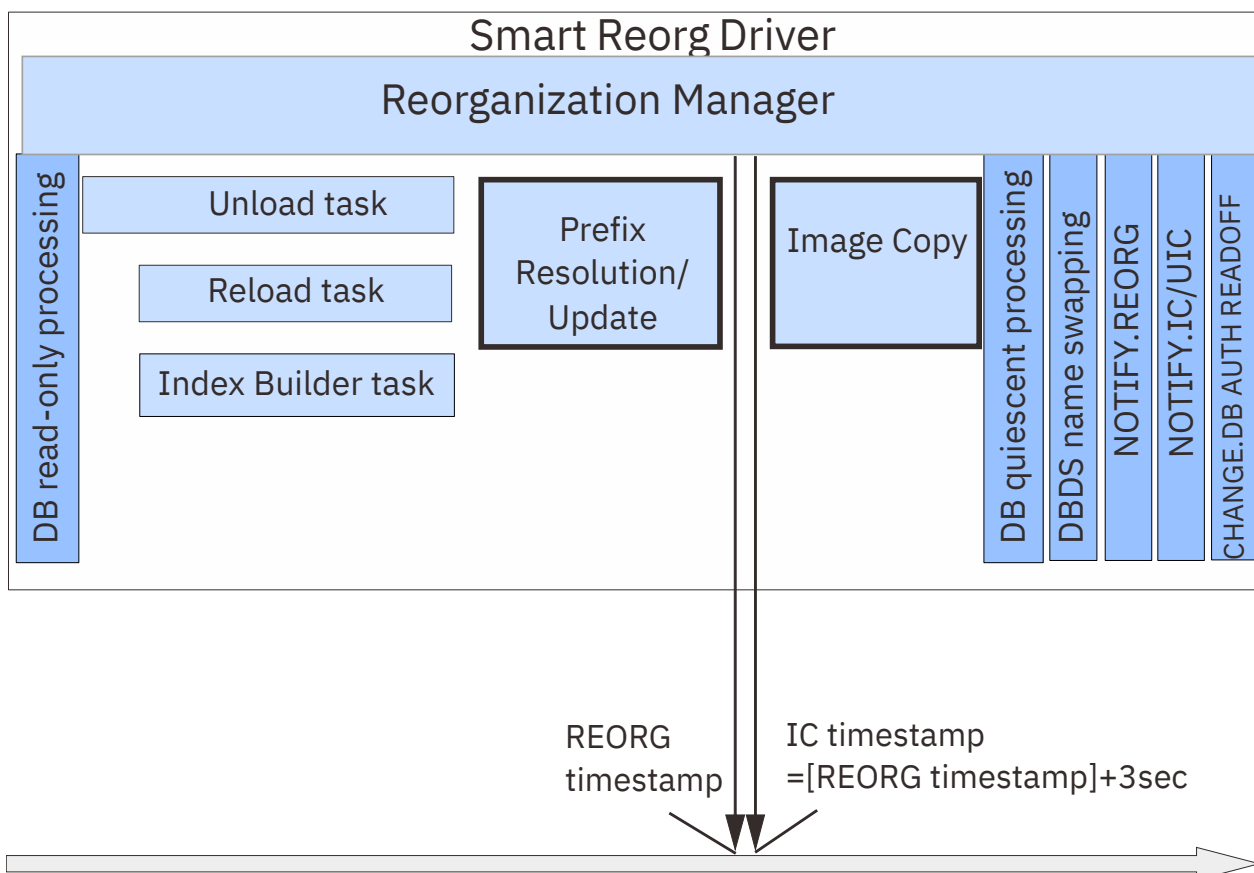 Smart Reorg Driver
Reorganization Manager
DB read-only processing
Unload task
Reload task
Index Builder task
Prefix
Resolution/
Update
Image Copy
DB quiescent processing
DBDS name swapping
NOTIFY.REORG
NOTIFY.IC/UIC
CHANGE.DB AUTH READOFF
REORG
timestamp
IC timestamp
=[REORG timestamp]+3sec